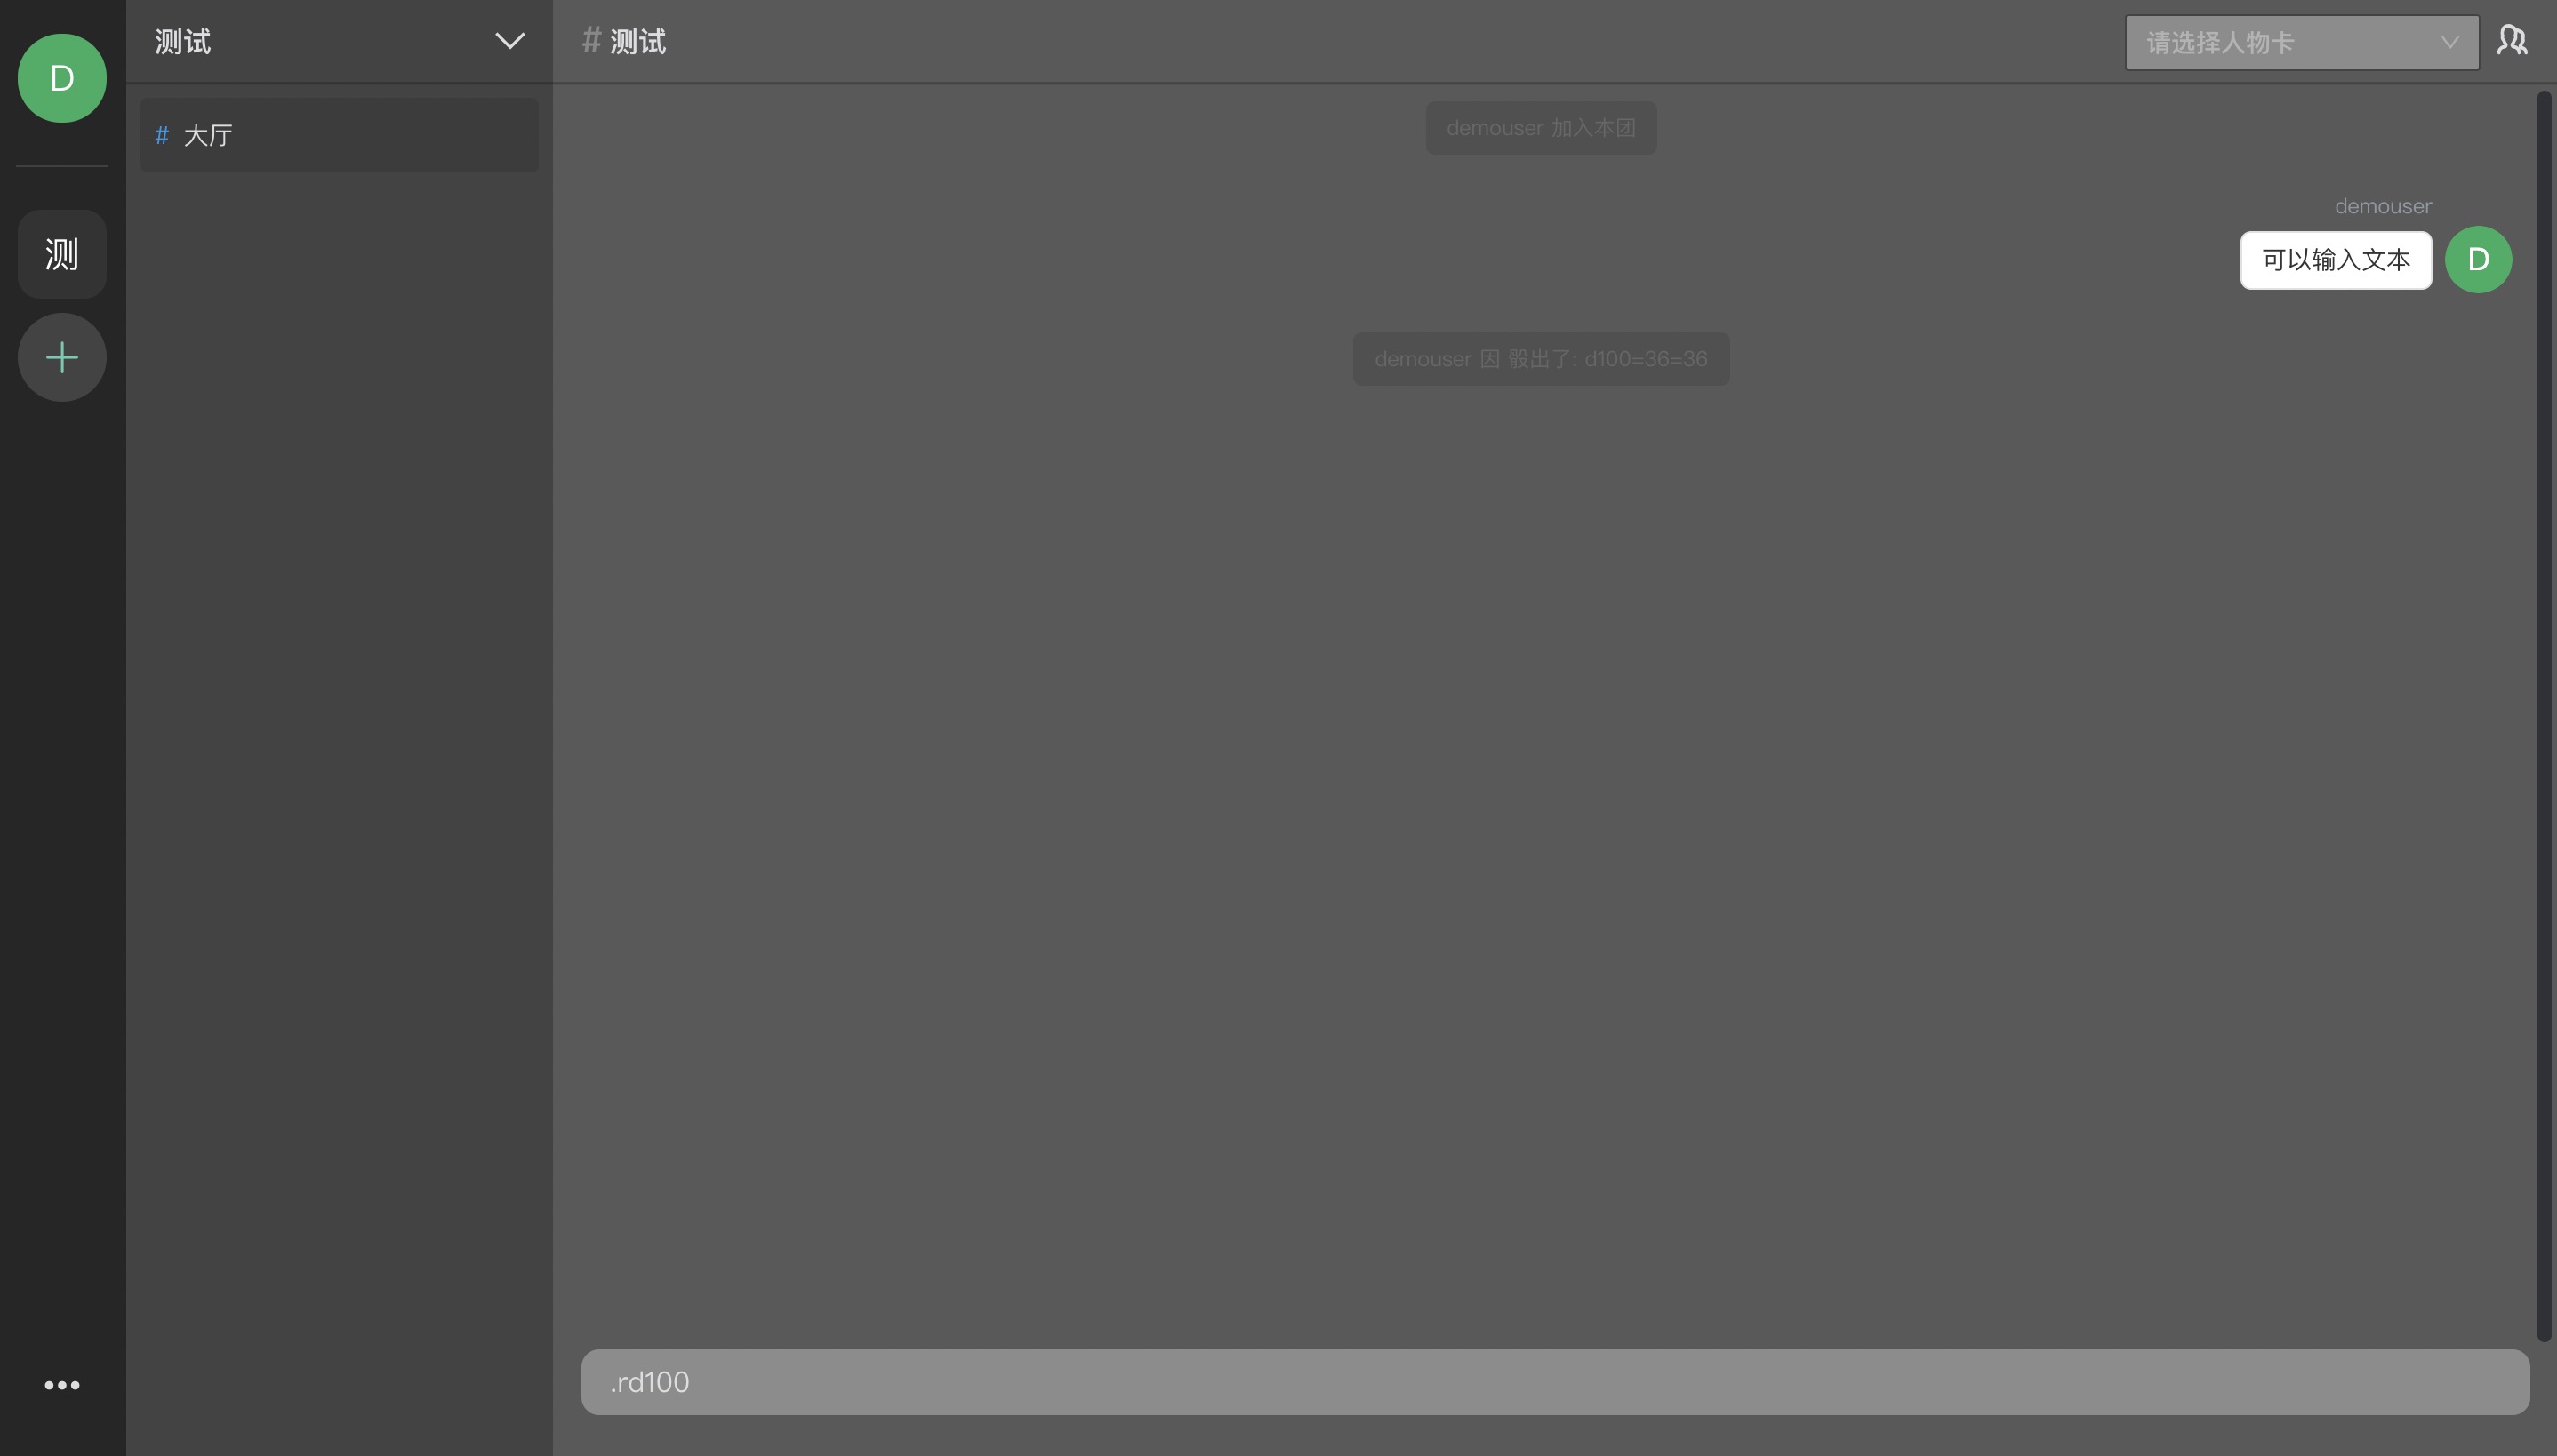 D
测
测试
# 大厅
# 测试
请选择人物卡
demouser 加入本团
demouser
可以输入文本
D
demouser 因 骰出了: d100=36=36
.rd100